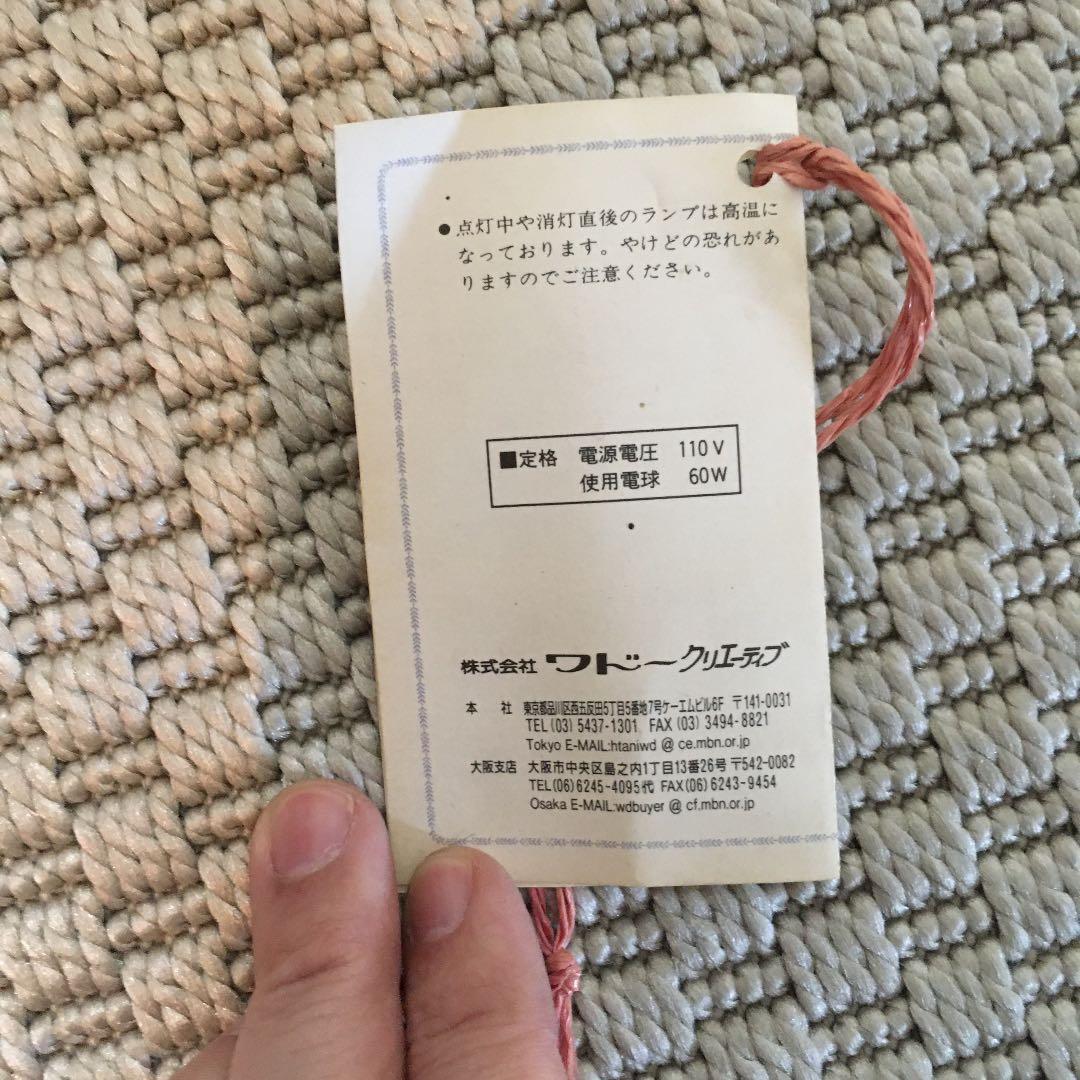 ●点灯中や消灯直後のランプは高温に
なっております。やけどの恐れがあ
りますのでご注意ください。
■定格 電源電圧 110V
使用電球 60W
株式会社 ワドークリエーティブ
本 社 東京都品川区西五反田5丁目5番地7号ケーエムビル6F 〒141-0031
TEL (03) 5437-1301 FAX (03) 3494-8821
Tokyo E-MAIL:htaniwd @ ce.mbn.or.jp
大阪支店 大阪市中央区島之内1丁目13番26号 〒542-0082
TEL(06)6245-4095代 FAX(06)6243-9454
Osaka E-MAIL:wdbuyer @ cf.mbn.or.jp